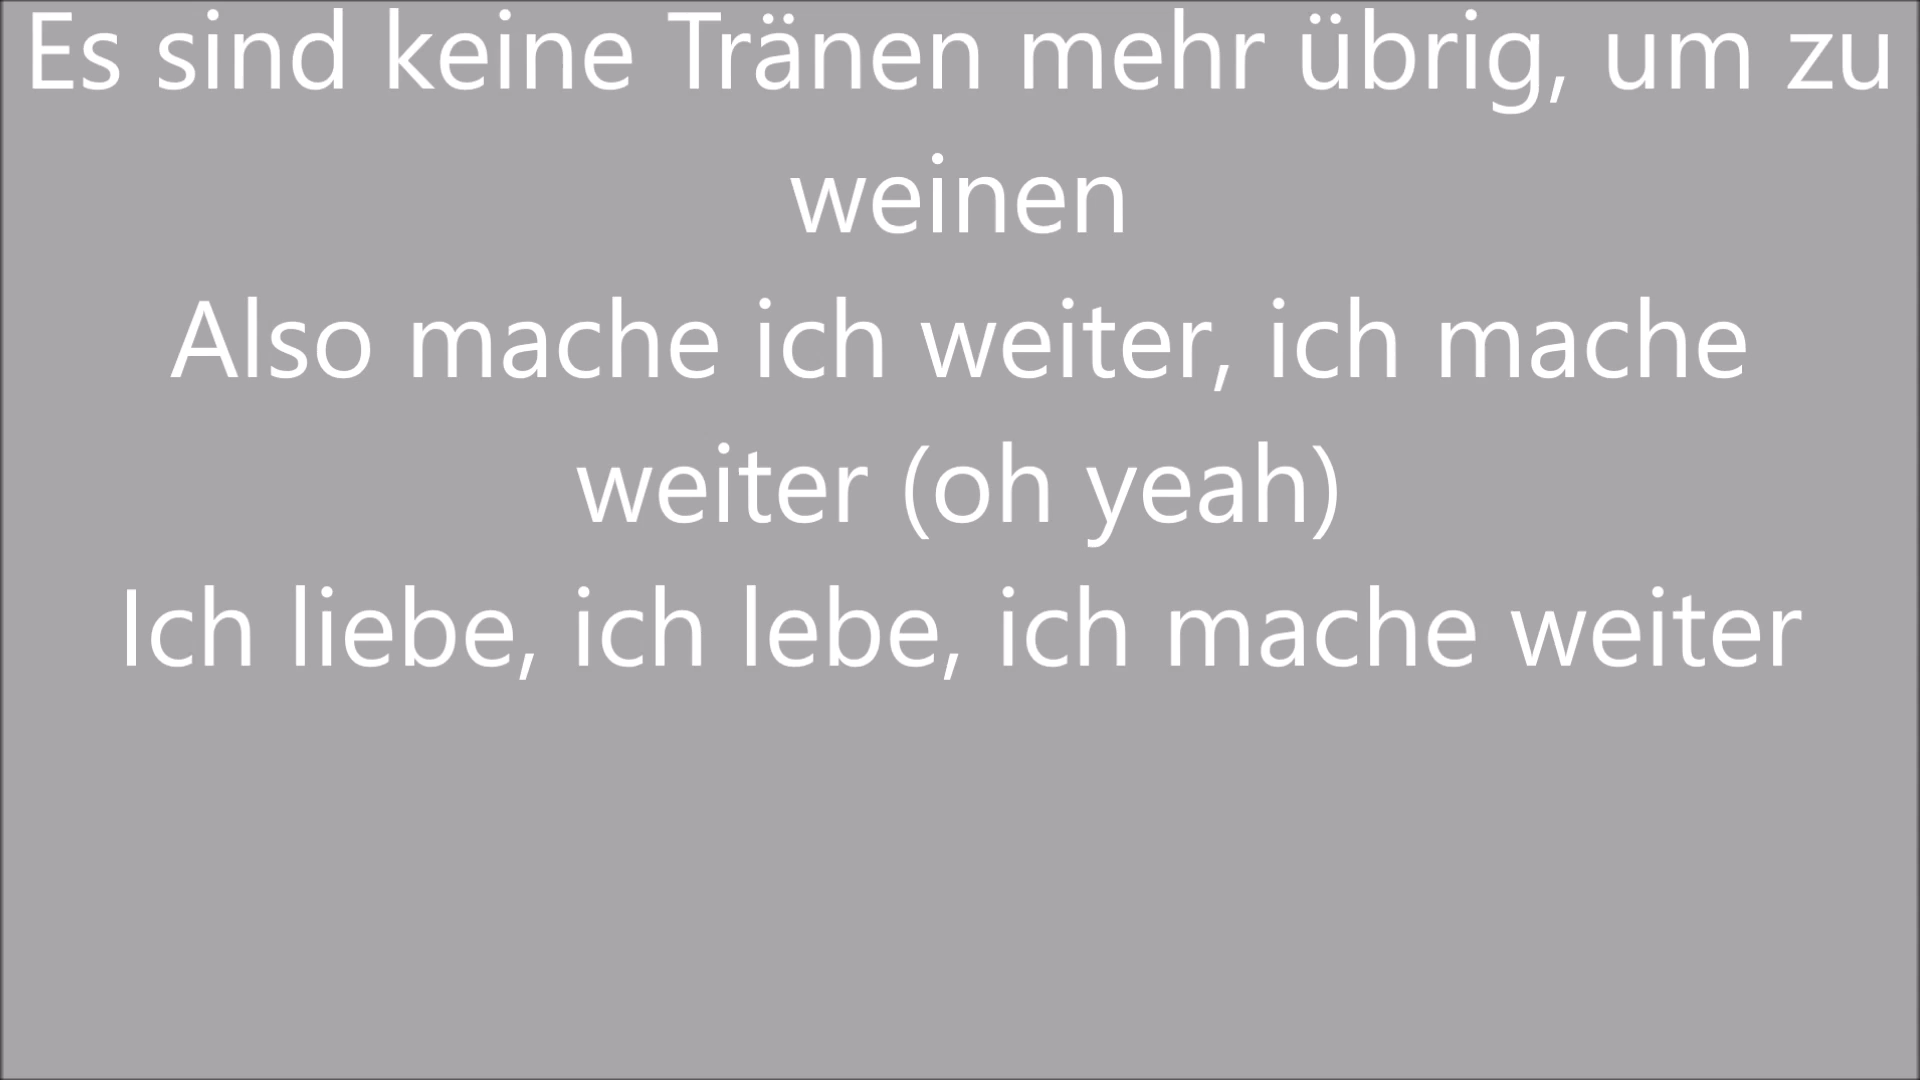 Es sind keine Tränen mehr übrig, um zu
weinen
Also mache ich weiter, ich mache
weiter (oh yeah)
Ich liebe, ich lebe, ich mache weiter